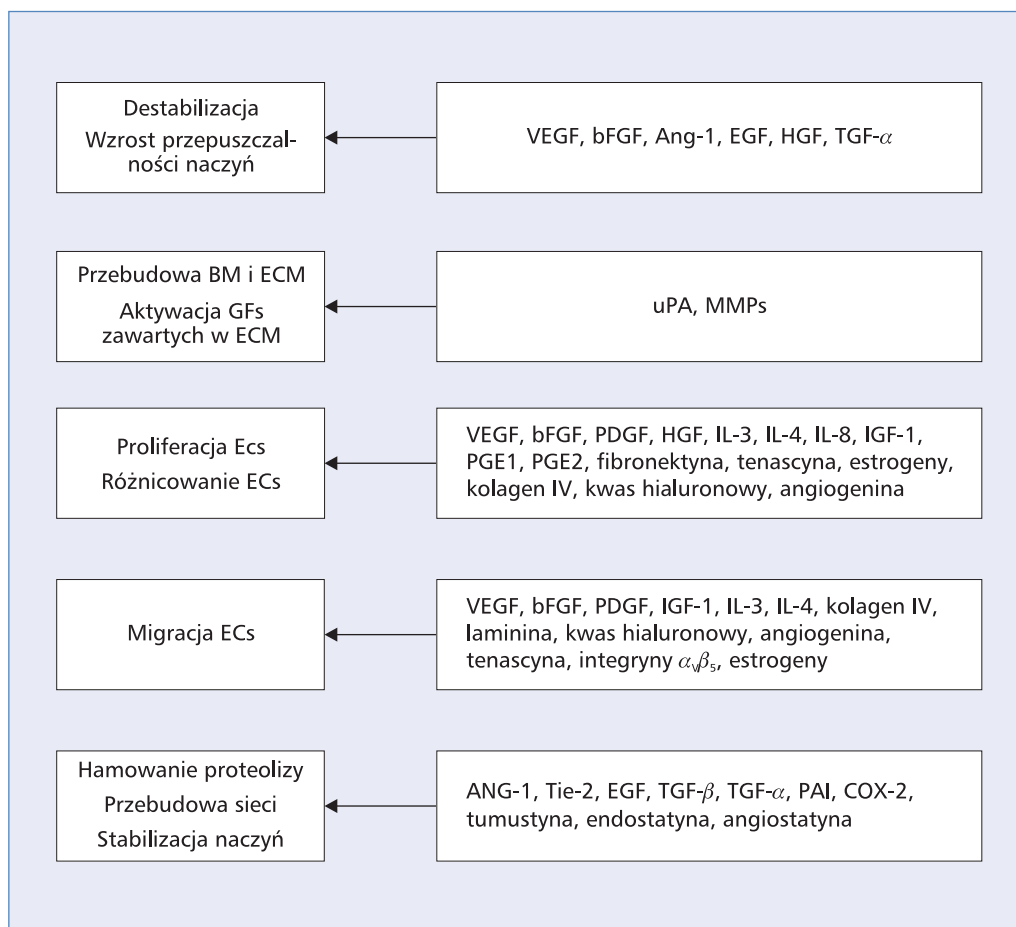 Destabilizacja
Wzrost przepuszczal-
ności naczyń
VEGF, bFGF, Ang-1, EGF, HGF, TGF-α
Przebudowa BM i ECM
Aktywacja GFs
zawartych w ECM
uPA, MMPs
Proliferacja Ecs
Różnicowanie ECs
VEGF, bFGF, PDGF, HGF, IL-3, IL-4, IL-8, IGF-1,
PGE1, PGE2, fibronektyna, tenascyna, estrogeny,
kolagen IV, kwas hialuronowy, angiogenina
Migracja ECs
VEGF, bFGF, PDGF, IGF-1, IL-3, IL-4, kolagen IV,
laminina, kwas hialuronowy, angiogenina,
tenascyna, integryny αᵥβ₅, estrogeny
Hamowanie proteolizy
Przebudowa sieci
Stabilizacja naczyń
ANG-1, Tie-2, EGF, TGF-β, TGF-α, PAI, COX-2,
tumustyna, endostatyna, angiostatyna